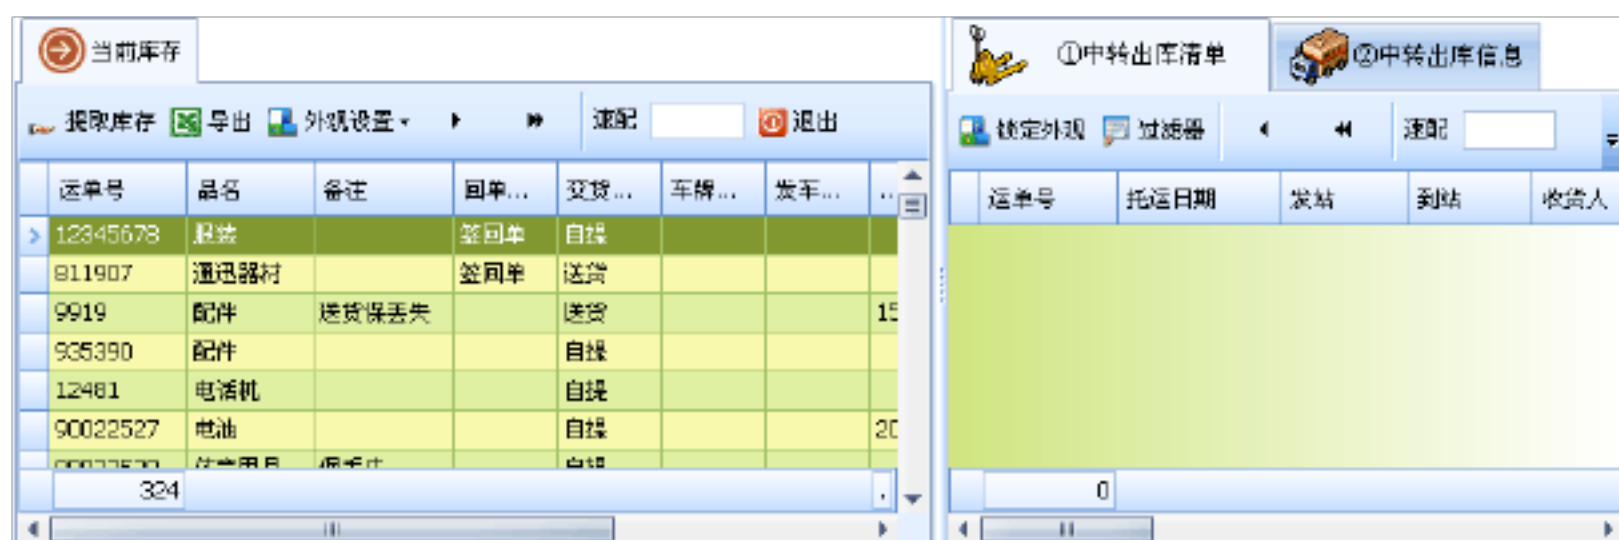 当前库存
①中转出库清单 ②中转出库信息
提取库存 导出 外观设置 速配 退出
锁定外观 过滤器 速配
运单号 品名 备注 回单... 交货... 车牌... 发车... ..
运单号 托运日期 发站 到站 收货人
12345678 服装 签回单 自提
811907 通迅器材 签回单 送货
9919 配件 送货保丢失 送货 15
935390 配件 自提
12481 电话机 自提
90022527 电油 自提 20
324
0